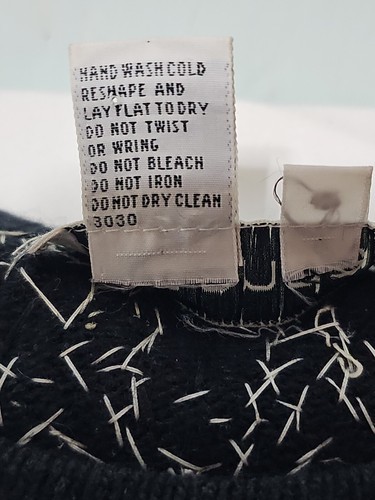 HAND WASH COLD
RESHAPE AND
LAY FLAT TO DRY
DO NOT TWIST
OR WRING
DO NOT BLEACH
DO NOT IRON
DO NOT DRY CLEAN
3030